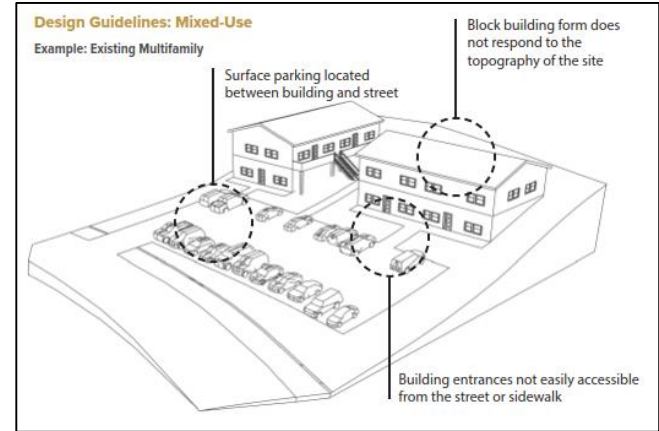 Design Guidelines: Mixed-Use
Example: Existing Multifamily
Block building form does
not respond to the
topography of the site
Surface parking located
between building and street
Building entrances not easily accessible
from the street or sidewalk